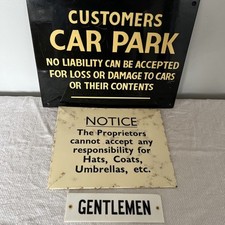 CUSTOMERS
CAR PARK
NO LIABILITY CAN BE ACCEPTED
FOR LOSS OR DAMAGE TO CARS
OR THEIR CONTENTS
NOTICE
The Proprietors
cannot accept any
responsibility for
Hats, Coats,
Umbrellas, etc.
GENTLEMEN